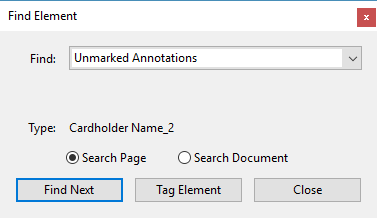 Find Element
x
Find: Unmarked Annotations
Type: Cardholder Name_2
Search Page Search Document
Find Next Tag Element Close